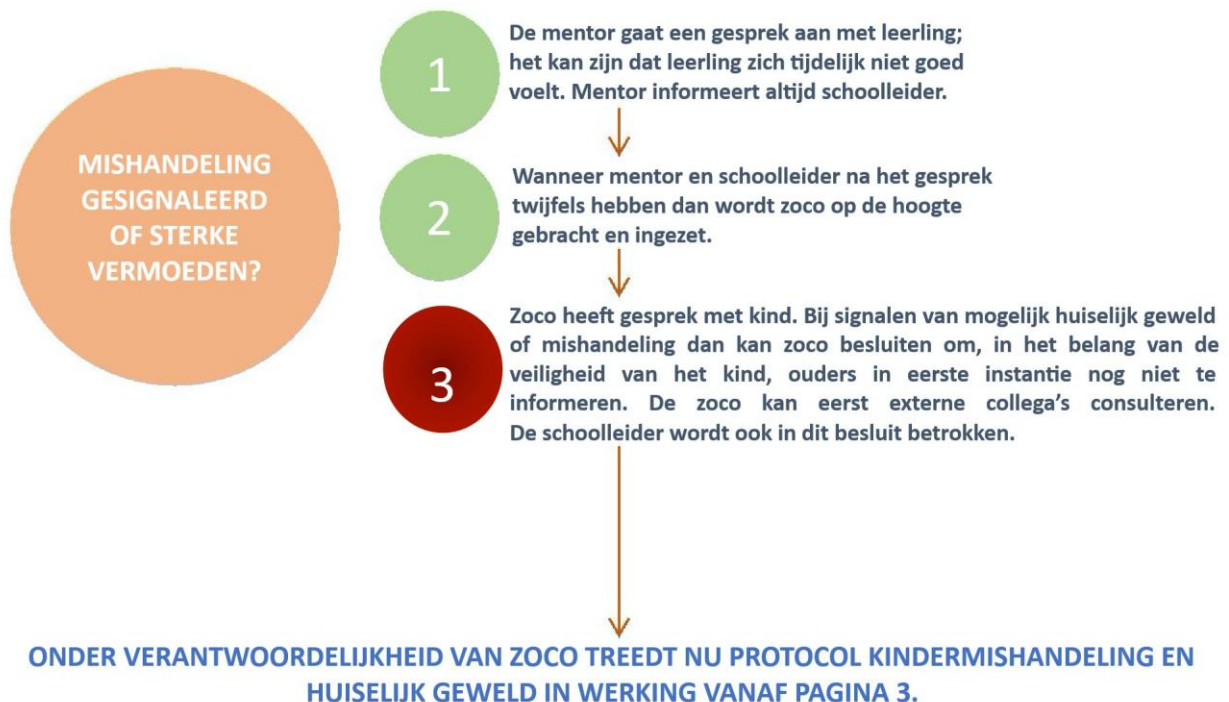 MISHANDELING
GESIGNALEERD
OF STERKE
VERMOEDEN?
1
De mentor gaat een gesprek aan met leerling;
het kan zijn dat leerling zich tijdelijk niet goed
voelt. Mentor informeert altijd schoolleider.
2
Wanneer mentor en schoolleider na het gesprek
twijfels hebben dan wordt zoco op de hoogte
gebracht en ingezet.
3
Zoco heeft gesprek met kind. Bij signalen van mogelijk huiselijk geweld
of mishandeling dan kan zoco besluiten om, in het belang van de
veiligheid van het kind, ouders in eerste instantie nog niet te
informeren. De zoco kan eerst externe collega's consulteren.
De schoolleider wordt ook in dit besluit betrokken.
ONDER VERANTWOORDELIJKHEID VAN ZOCO TREEDT NU PROTOCOL KINDERMISHANDELING EN
HUISELIJK GEWELD IN WERKING VANAF PAGINA 3.